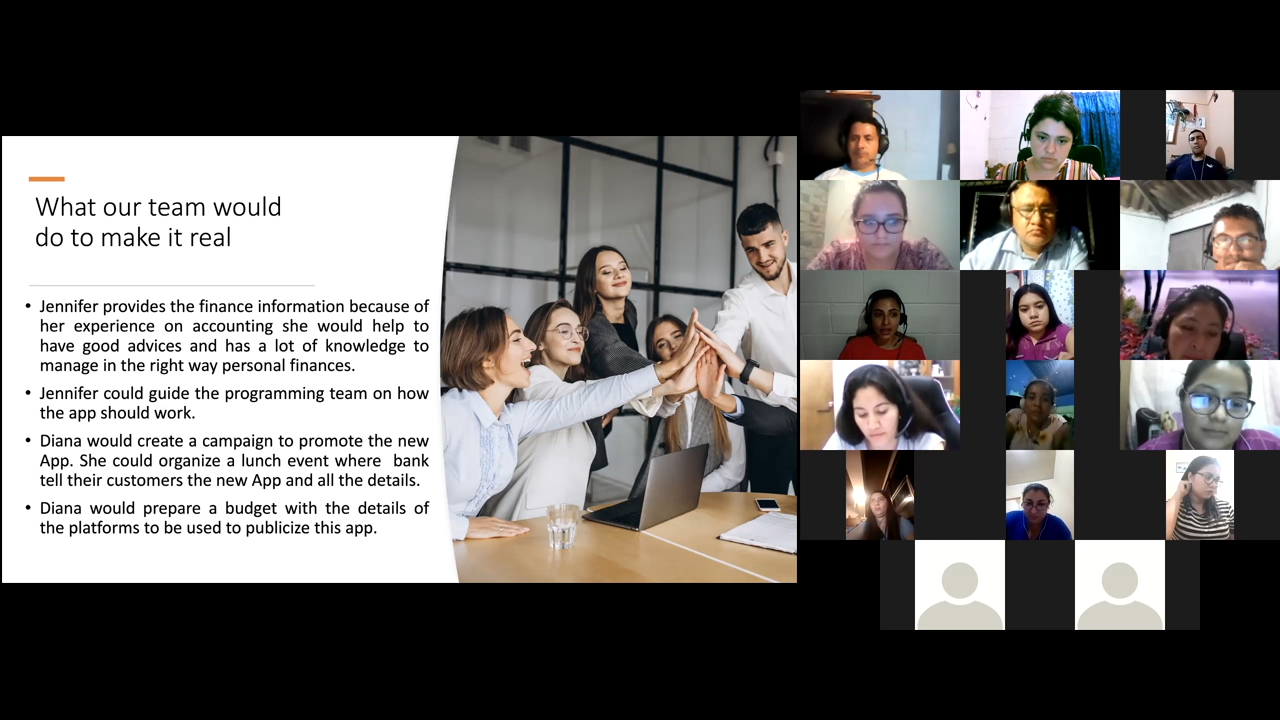 What our team would
do to make it real
• Jennifer provides the finance information because of
her experience on accounting she would help to
have good advices and has a lot of knowledge to
manage in the right way personal finances.
• Jennifer could guide the programming team on how
the app should work.
• Diana would create a campaign to promote the new
App. She could organize a lunch event where bank
tell their customers the new App and all the details.
• Diana would prepare a budget with the details of
the platforms to be used to publicize this app.